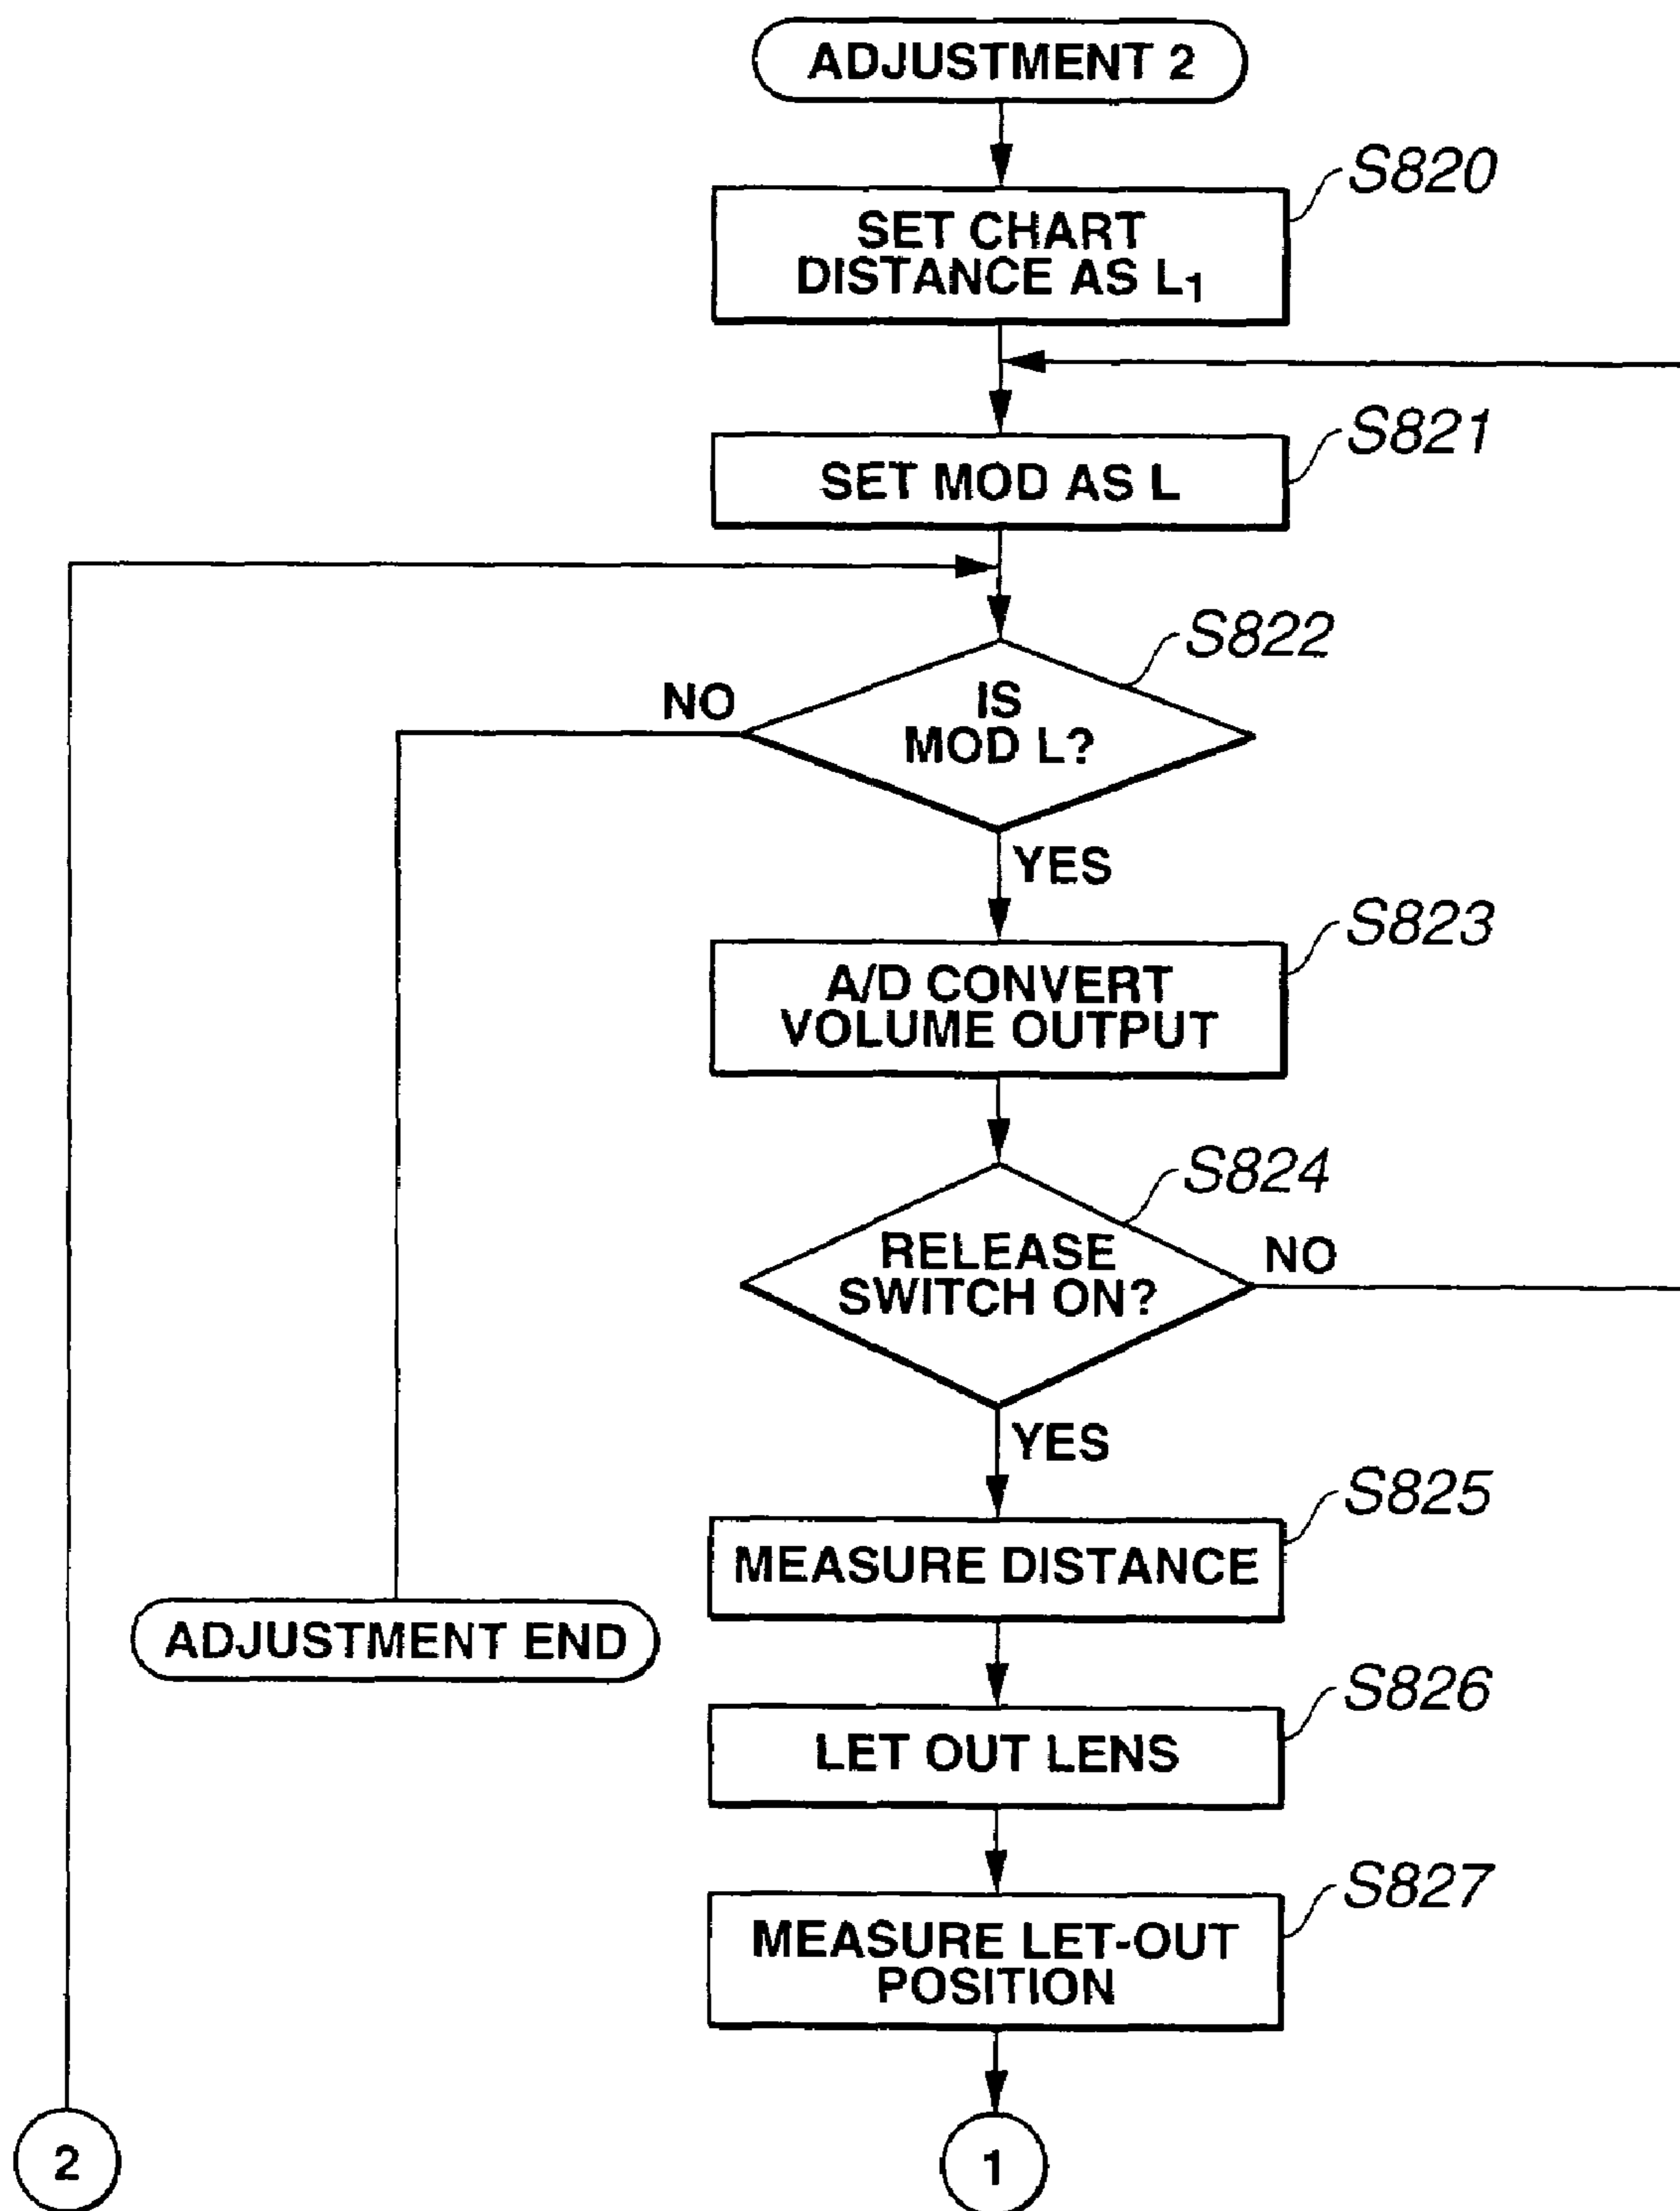 ADJUSTMENT 2
S820
SET CHART
DISTANCE AS L₁
S821
SET MOD AS L
S822
NO
IS
MOD L?
YES
S823
A/D CONVERT
VOLUME OUTPUT
S824
RELEASE
SWITCH ON?
NO
YES
S825
MEASURE DISTANCE
ADJUSTMENT END
S826
LET OUT LENS
S827
MEASURE LET-OUT
POSITION
2
1